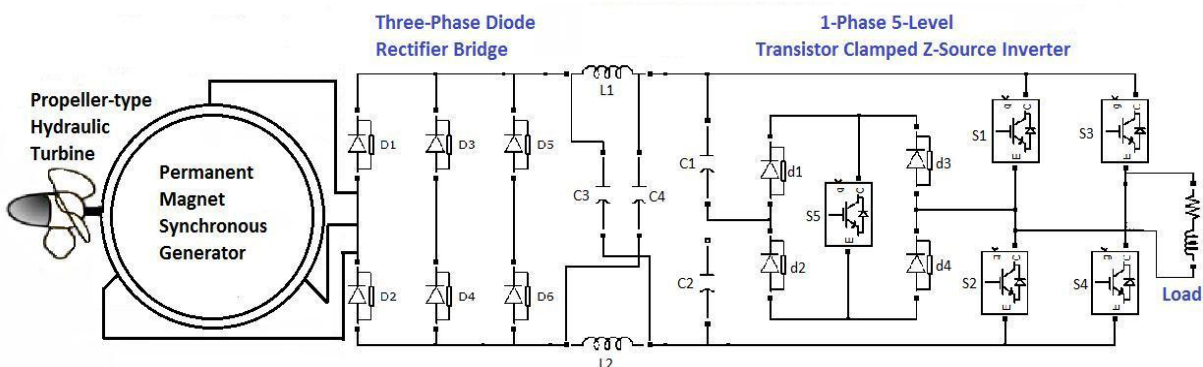 Three-Phase Diode
Rectifier Bridge
1-Phase 5-Level
Transistor Clamped Z-Source Inverter
Propeller-type
Hydraulic
Turbine
Permanent
Magnet
Synchronous
Generator
D1
D3
D5
D2
D4
D6
L1
C3
C4
L2
C1
C2
d1
d2
g
C
S5
E
d3
d4
g
C
S1
E
g
C
S3
E
g
C
S2
E
g
C
S4
E
Load